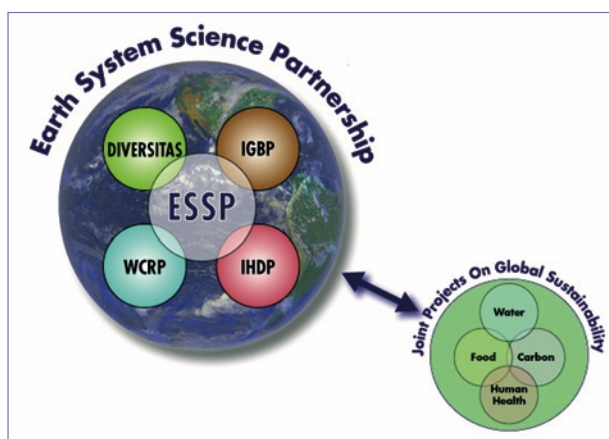 Earth System Science Partnership
DIVERSITAS
IGBP
ESSP
WCRP
IHDP
Joint Projects On Global Sustainability
Water
Food
Carbon
Human
Health